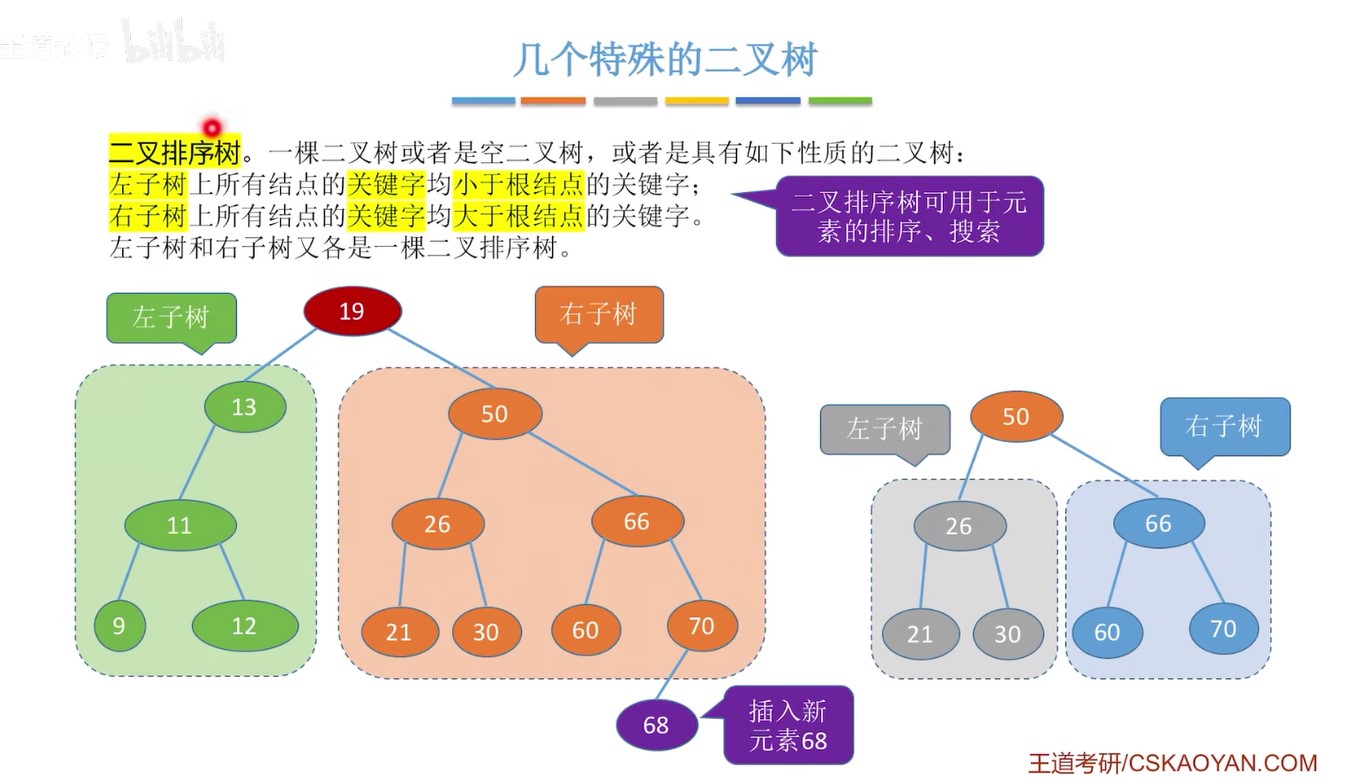 王道论坛 bilibili
几个特殊的二叉树
二叉排序树。一棵二叉树或者是空二叉树，或者是具有如下性质的二叉树：
左子树上所有结点的关键字均小于根结点的关键字；
右子树上所有结点的关键字均大于根结点的关键字。
左子树和右子树又各是一棵二叉排序树。
二叉排序树可用于元
素的排序、搜索
左子树
19
右子树
13
50
11
26
66
9
12
21
30
60
70
68
插入新
元素68
左子树
50
右子树
26
66
21
30
60
70
王道考研/CSKAOYAN.COM